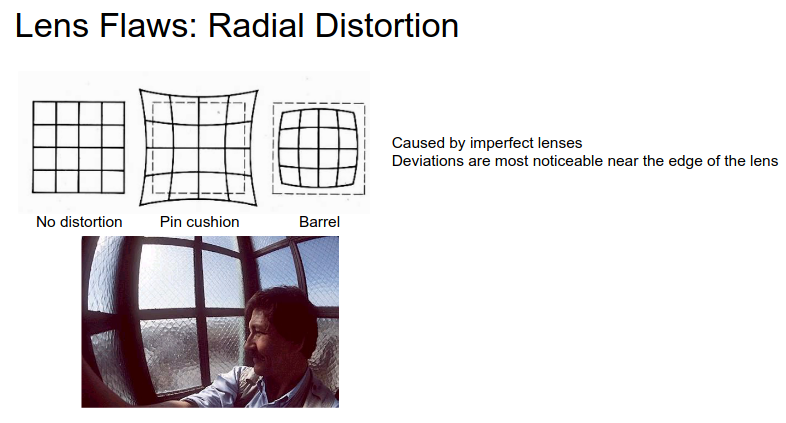 Lens Flaws: Radial Distortion
Caused by imperfect lenses
Deviations are most noticeable near the edge of the lens
No distortion
Pin cushion
Barrel